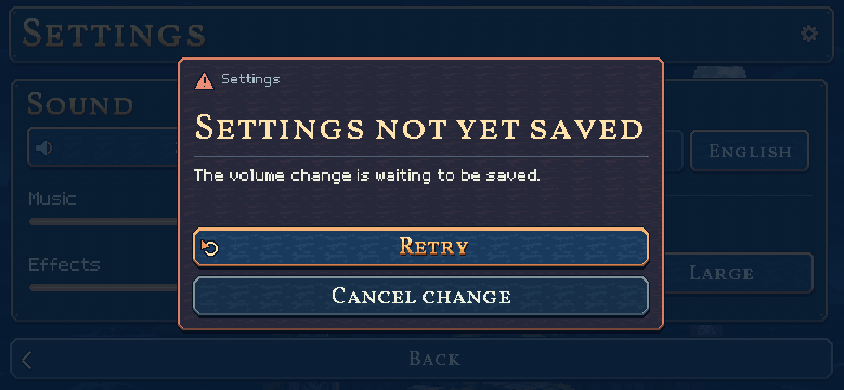 SETTINGS
Settings
SETTINGS NOT YET SAVED
The volume change is waiting to be saved.
RETRY
CANCEL CHANGE
SOUND
ENGLISH
Music
Effects
LARGE
BACK